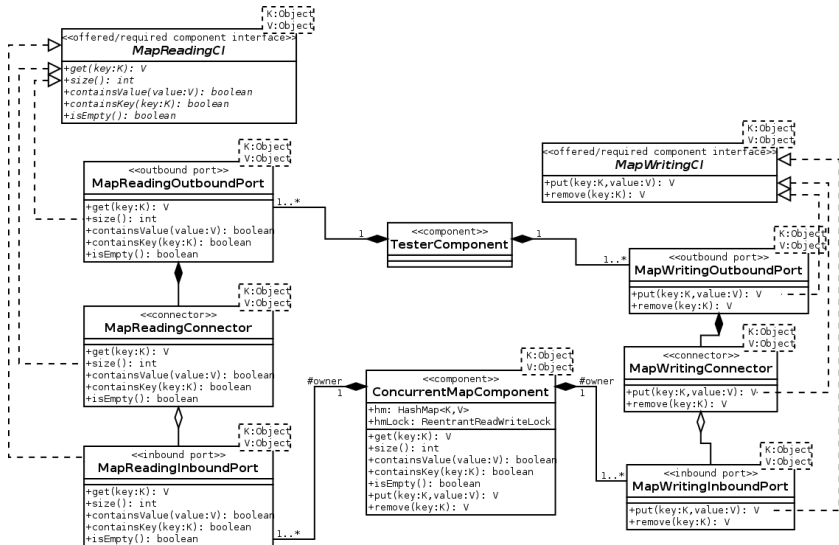 K:Object
V:Object
<<offered/required component interface>>
MapReadingCI
+get(key:K): V
+size(): int
+containsValue(value:V): boolean
+containsKey(key:K): boolean
+isEmpty(): boolean
K:Object
V:Object
<<outbound port>>
MapReadingOutboundPort
+get(key:K): V
+size(): int
+containsValue(value:V): boolean
+containsKey(key:K): boolean
+isEmpty(): boolean
1..*
1
<<component>>
TesterComponent
1
1..*
K:Object
V:Object
<<offered/required component interface>>
MapWritingCI
+put(key:K,value:V): V
+remove(key:K): V
K:Object
V:Object
<<outbound port>>
MapWritingOutboundPort
+put(key:K,value:V): V
+remove(key:K): V
K:Object
V:Object
<<connector>>
MapReadingConnector
+get(key:K): V
+size(): int
+containsValue(value:V): boolean
+containsKey(key:K): boolean
+isEmpty(): boolean
K:Object
V:Object
<<connector>>
MapWritingConnector
+put(key:K,value:V): V
+remove(key:K): V
K:Object
V:Object
<<component>>
ConcurrentMapComponent
+hm: HashMap<K,V>
+hmLock: ReentrantReadWriteLock
+get(key:K): V
+size(): int
+containsValue(value:V): boolean
+containsKey(key:K): boolean
+isEmpty(): boolean
+put(key:K,value:V): V
+remove(key:K): V
#owner
1
#owner
1
1..*
1..*
K:Object
V:Object
<<inbound port>>
MapReadingInboundPort
+get(key:K): V
+size(): int
+containsValue(value:V): boolean
+containsKey(key:K): boolean
+isEmpty(): boolean
K:Object
V:Object
<<inbound port>>
MapWritingInboundPort
+put(key:K,value:V): V
+remove(key:K): V